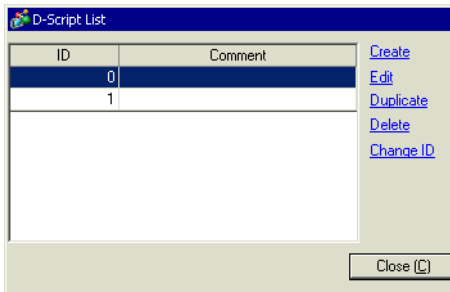 D-Script List
ID Comment
0
1
Create
Edit
Duplicate
Delete
Change ID
Close (C)